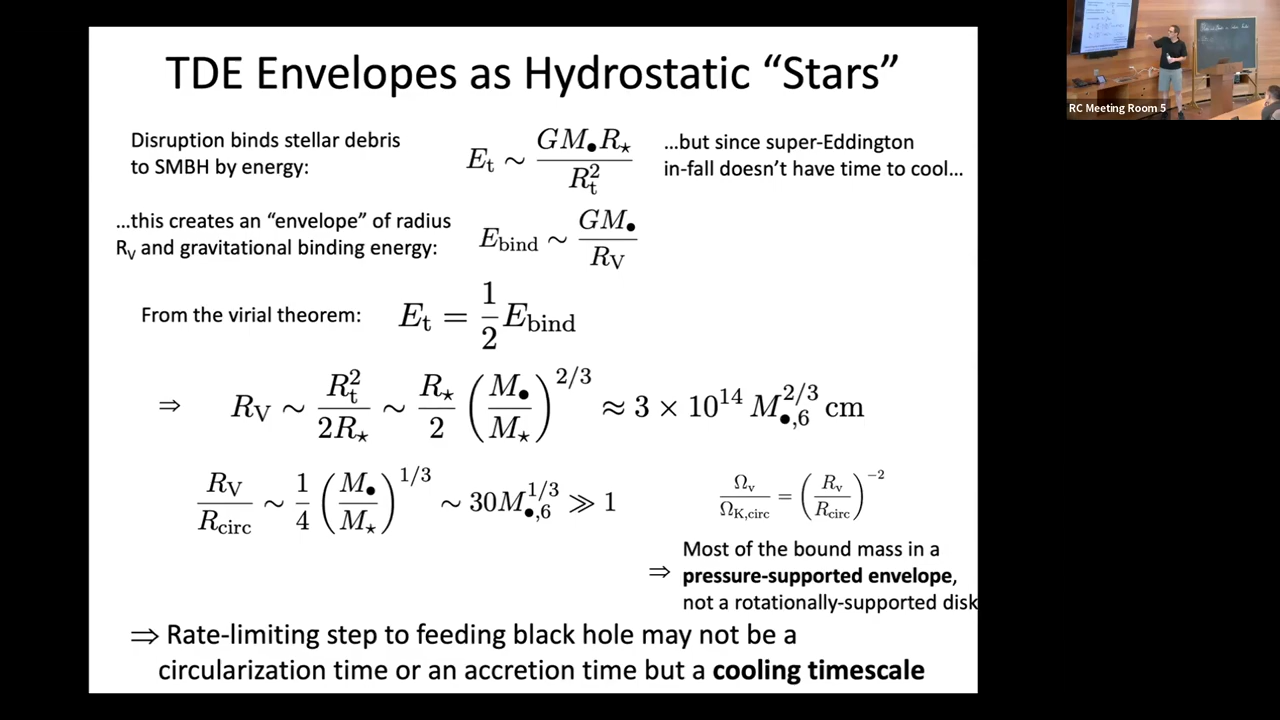 TDE Envelopes as Hydrostatic “Stars”
Disruption binds stellar debris
to SMBH by energy:
E_t ∼ GM_•R_⋆ / R_t^2
…but since super-Eddington
in-fall doesn’t have time to cool…
…this creates an “envelope” of radius
R_V and gravitational binding energy:
E_bind ∼ GM_• / R_V
From the virial theorem:
E_t = 1/2 E_bind
⇒ R_V ∼ R_t^2 / 2R_⋆ ∼ R_⋆/2 (M_•/M_⋆)^2/3 ≈ 3 × 10^14 M_•,6^2/3 cm
R_V/R_circ ∼ 1/4 (M_•/M_⋆)^1/3 ∼ 30M_•,6^1/3 ≫ 1
Ω_v/Ω_K,circ = (R_v/R_circ)^−2
⇒ Most of the bound mass in a
pressure-supported envelope,
not a rotationally-supported disk
⇒ Rate-limiting step to feeding black hole may not be a
circularization time or an accretion time but a cooling timescale
RC Meeting Room 5